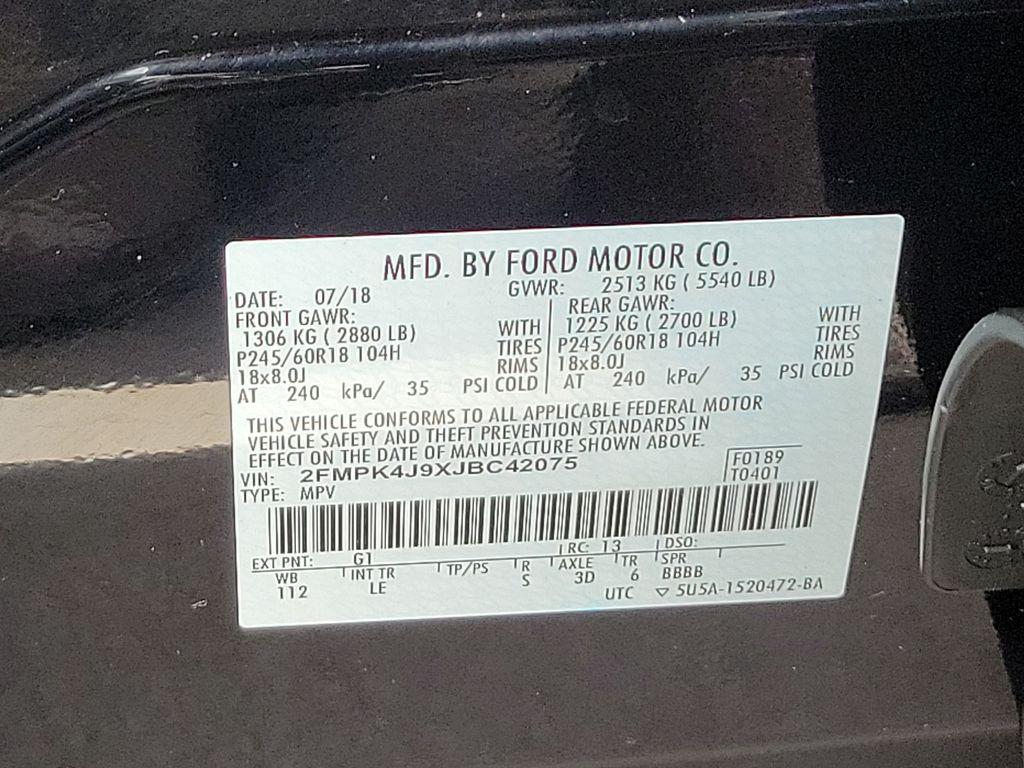 MFD. BY FORD MOTOR CO.
DATE: 07/18 GVWR: 2513 KG ( 5540 LB)
FRONT GAWR: REAR GAWR:
1306 KG ( 2880 LB) WITH 1225 KG ( 2700 LB) WITH
P245/60R18 104H TIRES P245/60R18 104H TIRES
18x8.0J RIMS 18x8.0J RIMS
AT 240 kPa/ 35 PSI COLD AT 240 kPa/ 35 PSI COLD
THIS VEHICLE CONFORMS TO ALL APPLICABLE FEDERAL MOTOR
VEHICLE SAFETY AND THEFT PREVENTION STANDARDS IN
EFFECT ON THE DATE OF MANUFACTURE SHOWN ABOVE.
VIN: 2FMPK4J9XJBC42075 F0189
TYPE: MPV T0401
EXT PNT: G1 RC: 13 DSO:
WB INT TR TP/PS R AXLE TR SPR
112 LE S 3D 6 BBBB
UTC ▽ 5U5A-1520472-BA